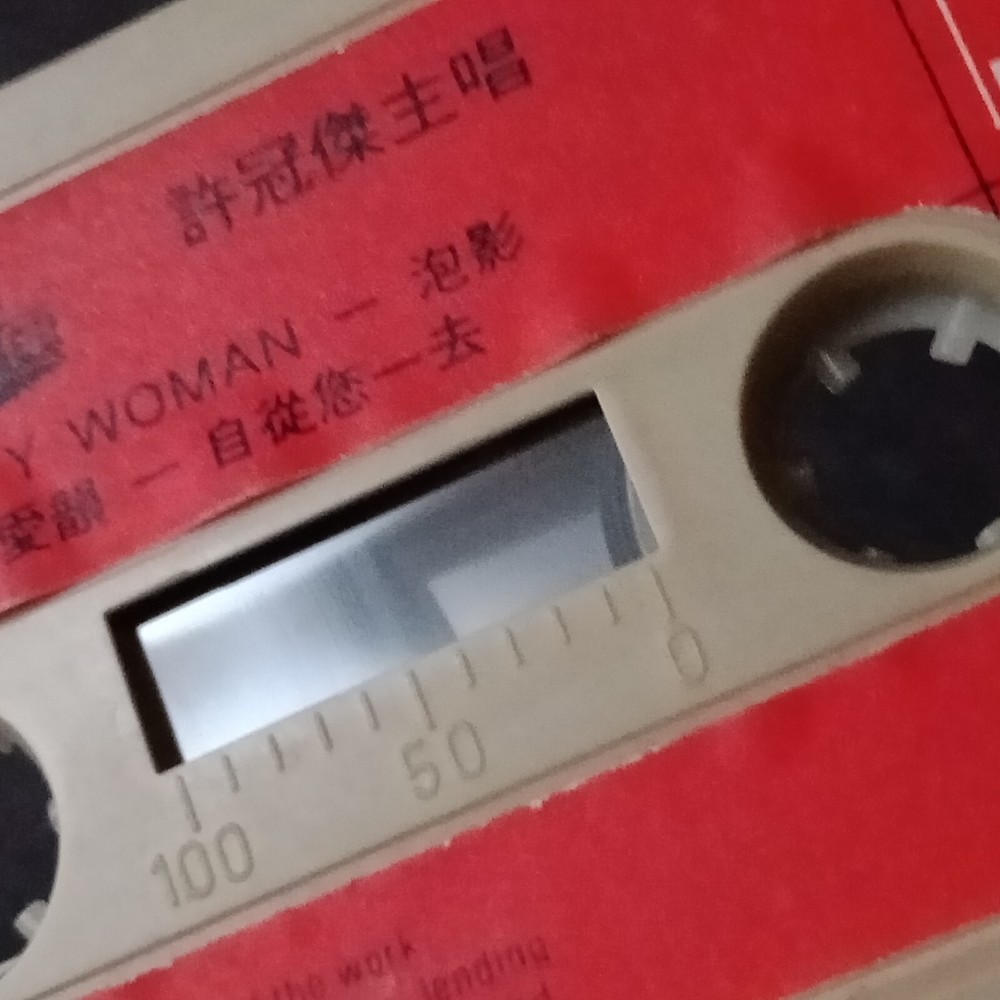 許冠傑主唱
Y WOMAN — 泡影
愛韻 — 自從您一去
0
50
100
the work
lending